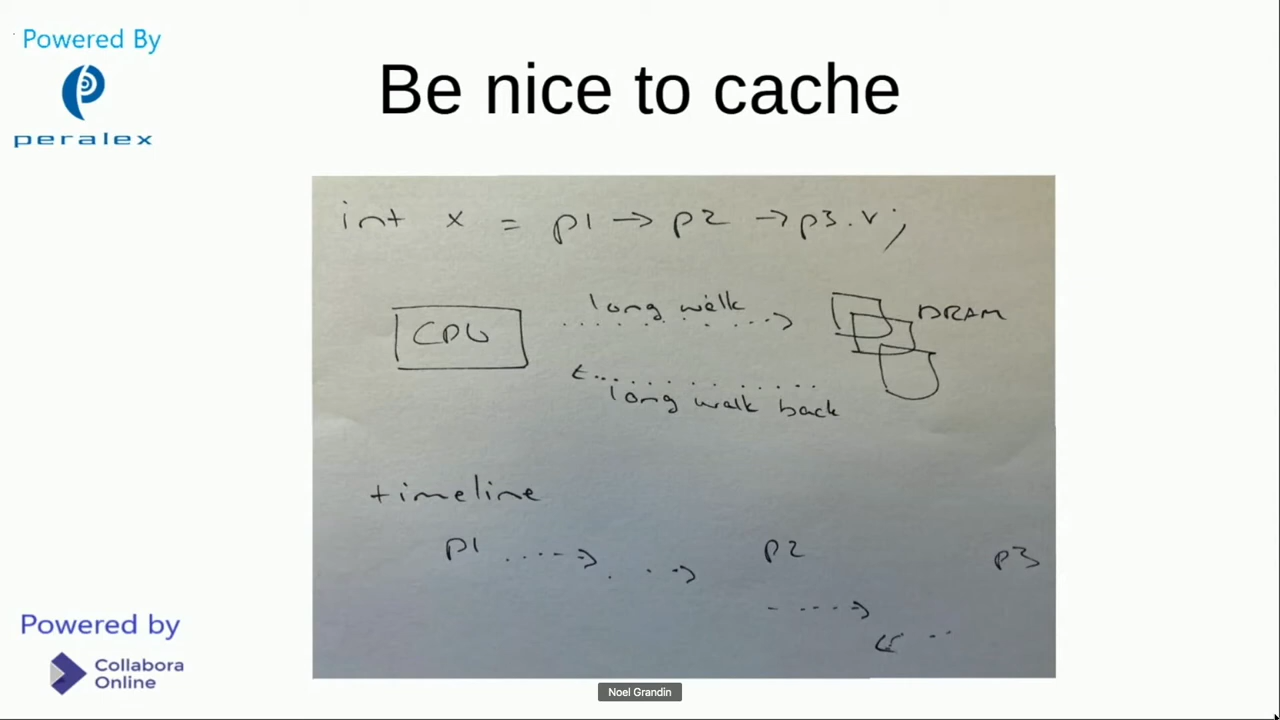 Powered By
peralex
Be nice to cache
int x = p1 → p2 → p3.v;
CPU
long walk
DRAM
long walk back
timeline
p1
p2
p3
Powered by
Collabora
Online
Noel Grandin